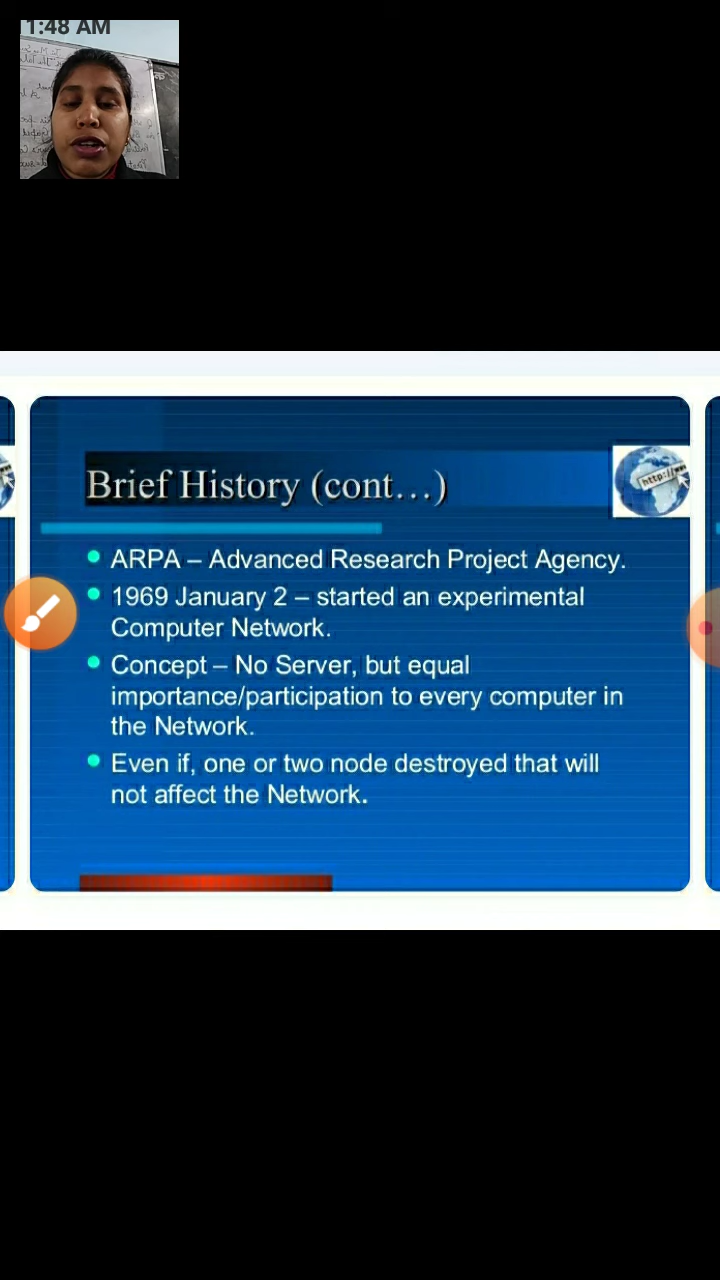 1:48 AM
Brief History (cont...)
http://www
ARPA – Advanced Research Project Agency.
1969 January 2 – started an experimental
Computer Network.
Concept – No Server, but equal
importance/participation to every computer in
the Network.
Even if, one or two node destroyed that will
not affect the Network.